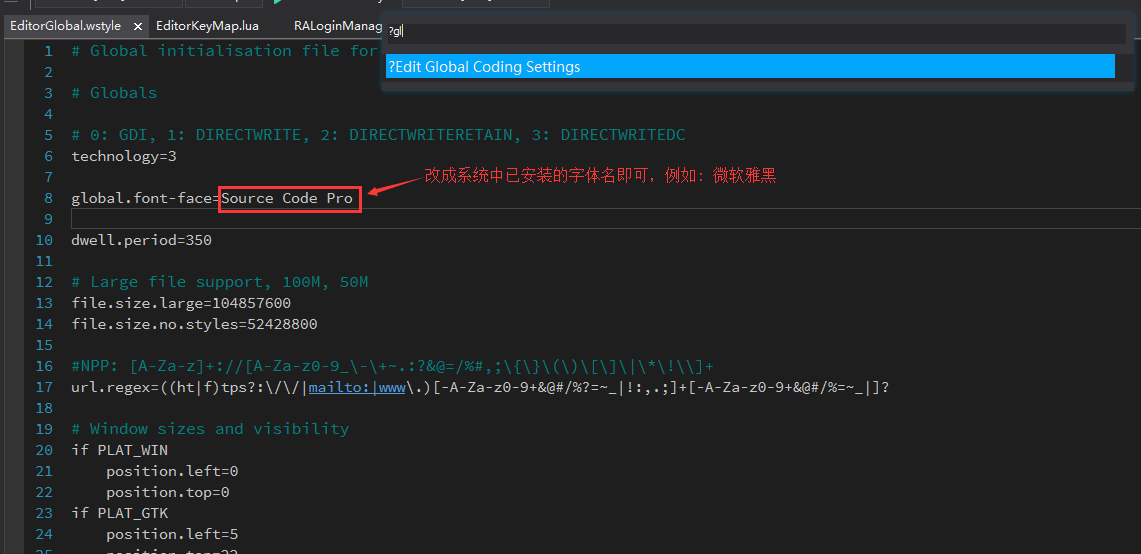 EditorGlobal.wstyle × EditorKeyMap.lua RALoginManag
?gl
?Edit Global Coding Settings
1 # Global initialisation file for
2
3 # Globals
4
5 # 0: GDI, 1: DIRECTWRITE, 2: DIRECTWRITERETAIN, 3: DIRECTWRITEDC
6 technology=3
7
改成系统中已安装的字体名即可，例如：微软雅黑
8 global.font-face=Source Code Pro
9
10 dwell.period=350
11
12 # Large file support, 100M, 50M
13 file.size.large=104857600
14 file.size.no.styles=52428800
15
16 #NPP: [A-Za-z]+://[A-Za-z0-9_\-\+~.:?&@=/%#,;\{\}\(\)\[\]\|\*\!\\]+
17 url.regex=((ht|f)tps?:\/\/|mailto:|www\.)[-A-Za-z0-9+&@#/%?=~_|!:,.;]+[-A-Za-z0-9+&@#/%=~_|]?
18
19 # Window sizes and visibility
20 if PLAT_WIN
21 position.left=0
22 position.top=0
23 if PLAT_GTK
24 position.left=5